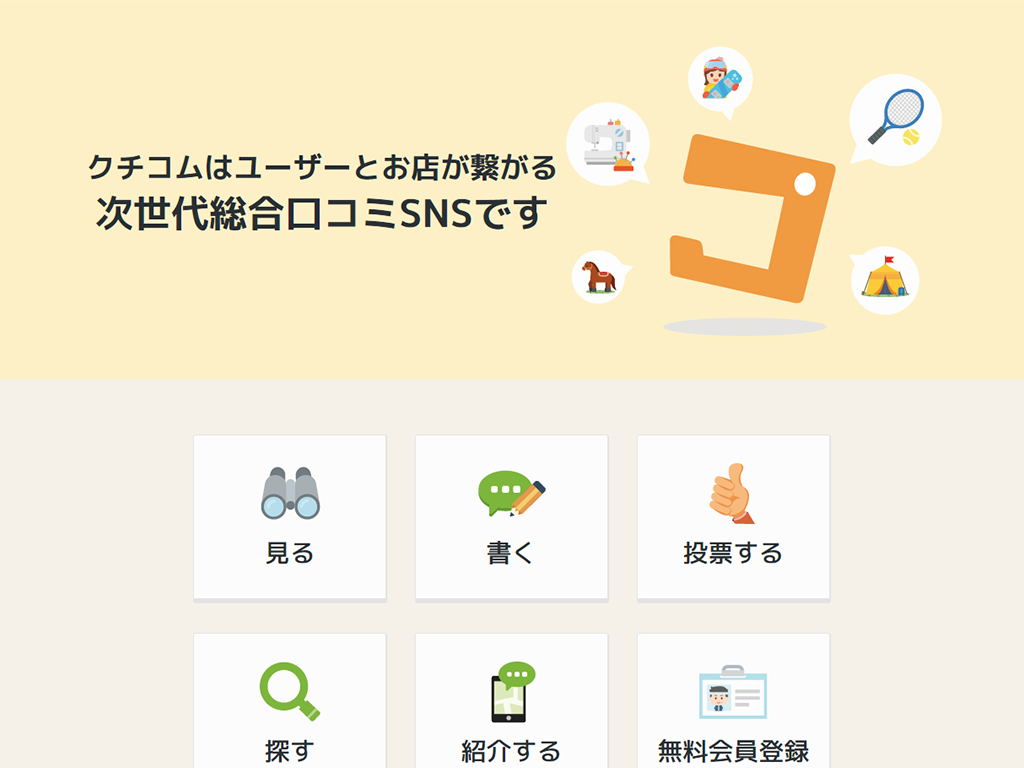 クチコムはユーザーとお店が繋がる
次世代総合口コミSNSです
見る
書く
投票する
探す
紹介する
無料会員登録